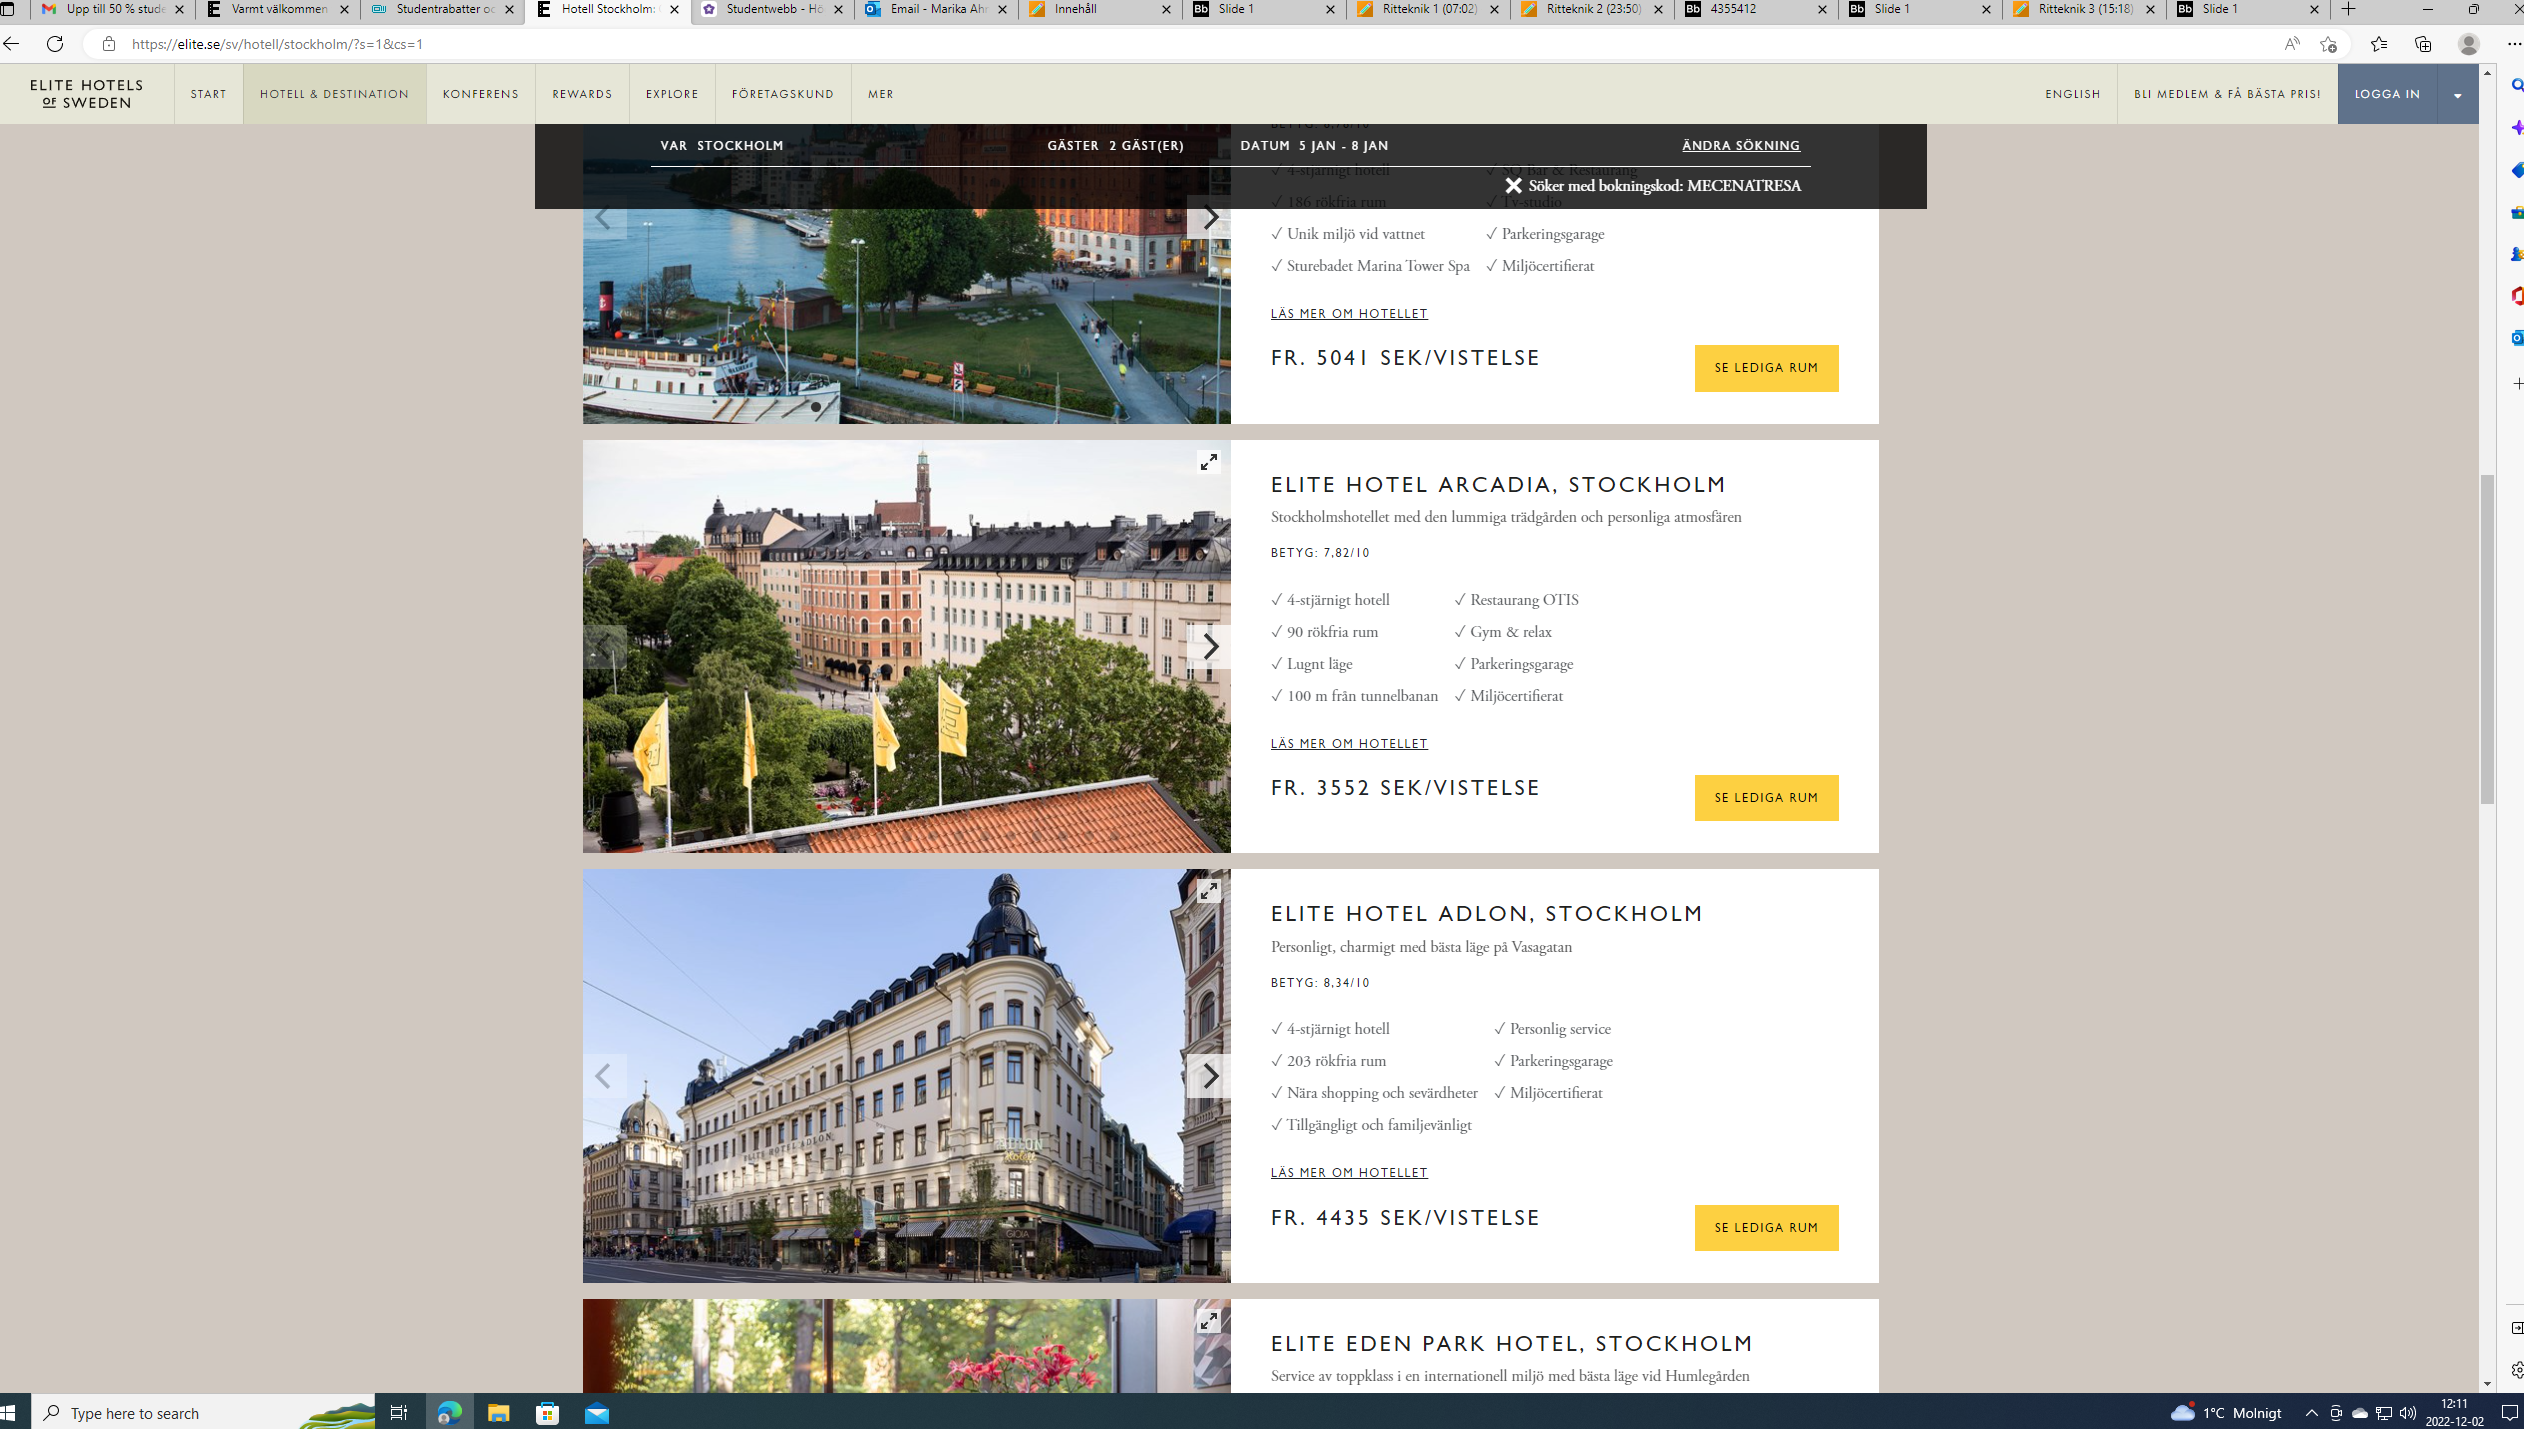 Upp till 50 % stude
Varmt välkommen
Studentrabatter oc
Hotell Stockholm:
Studentwebb - Hö
Email - Marika Ahr
Innehåll
Slide 1
Ritteknik 1 (07:02)
Ritteknik 2 (23:50)
4355412
Slide 1
Ritteknik 3 (15:18)
Slide 1
https://elite.se/sv/hotell/stockholm/?s=1&cs=1
ELITE HOTELS
OF SWEDEN
START
HOTELL & DESTINATION
KONFERENS
REWARDS
EXPLORE
FÖRETAGSKUND
MER
ENGLISH
BLI MEDLEM & FÅ BÄSTA PRIS!
LOGGA IN
VAR STOCKHOLM
GÄSTER 2 GÄST(ER)
DATUM 5 JAN - 8 JAN
ÄNDRA SÖKNING
Söker med bokningskod: MECENATRESA
✓ 4-stjärnigt hotell
✓ SQ Bar & Restaurang
✓ 186 rökfria rum
✓ Tv-studio
✓ Unik miljö vid vattnet
✓ Parkeringsgarage
✓ Sturebadet Marina Tower Spa
✓ Miljöcertifierat
LÄS MER OM HOTELLET
FR. 5041 SEK/VISTELSE
SE LEDIGA RUM
ELITE HOTEL ARCADIA, STOCKHOLM
Stockholmshotellet med den lummiga trädgården och personliga atmosfären
BETYG: 7,82/10
✓ 4-stjärnigt hotell
✓ Restaurang OTIS
✓ 90 rökfria rum
✓ Gym & relax
✓ Lugnt läge
✓ Parkeringsgarage
✓ 100 m från tunnelbanan
✓ Miljöcertifierat
LÄS MER OM HOTELLET
FR. 3552 SEK/VISTELSE
SE LEDIGA RUM
ELITE HOTEL ADLON, STOCKHOLM
Personligt, charmigt med bästa läge på Vasagatan
BETYG: 8,34/10
✓ 4-stjärnigt hotell
✓ Personlig service
✓ 203 rökfria rum
✓ Parkeringsgarage
✓ Nära shopping och sevärdheter
✓ Miljöcertifierat
✓ Tillgängligt och familjevänligt
LÄS MER OM HOTELLET
FR. 4435 SEK/VISTELSE
SE LEDIGA RUM
ELITE HOTEL ADLON
ELITE EDEN PARK HOTEL, STOCKHOLM
Service av toppklass i en internationell miljö med bästa läge vid Humlegården
Type here to search
1°C Molnigt
12:11
2022-12-02